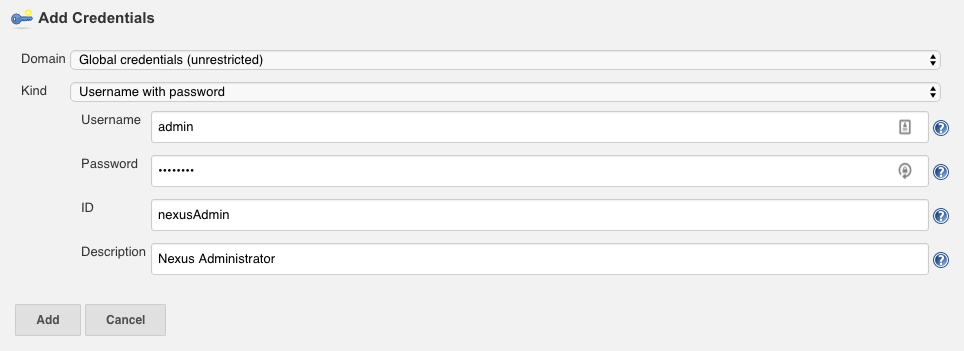 Add Credentials
Domain Global credentials (unrestricted)
Kind Username with password
Username admin
Password ••••••••
ID nexusAdmin
Description Nexus Administrator
Add Cancel